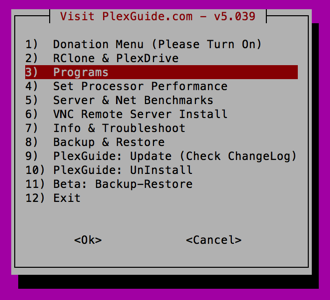 Visit PlexGuide.com - v5.039
1) Donation Menu (Please Turn On)
2) RClone & PlexDrive
3) Programs
4) Set Processor Performance
5) Server & Net Benchmarks
6) VNC Remote Server Install
7) Info & Troubleshoot
8) Backup & Restore
9) PlexGuide: Update (Check ChangeLog)
10) PlexGuide: UnInstall
11) Beta: Backup-Restore
12) Exit
<Ok> <Cancel>